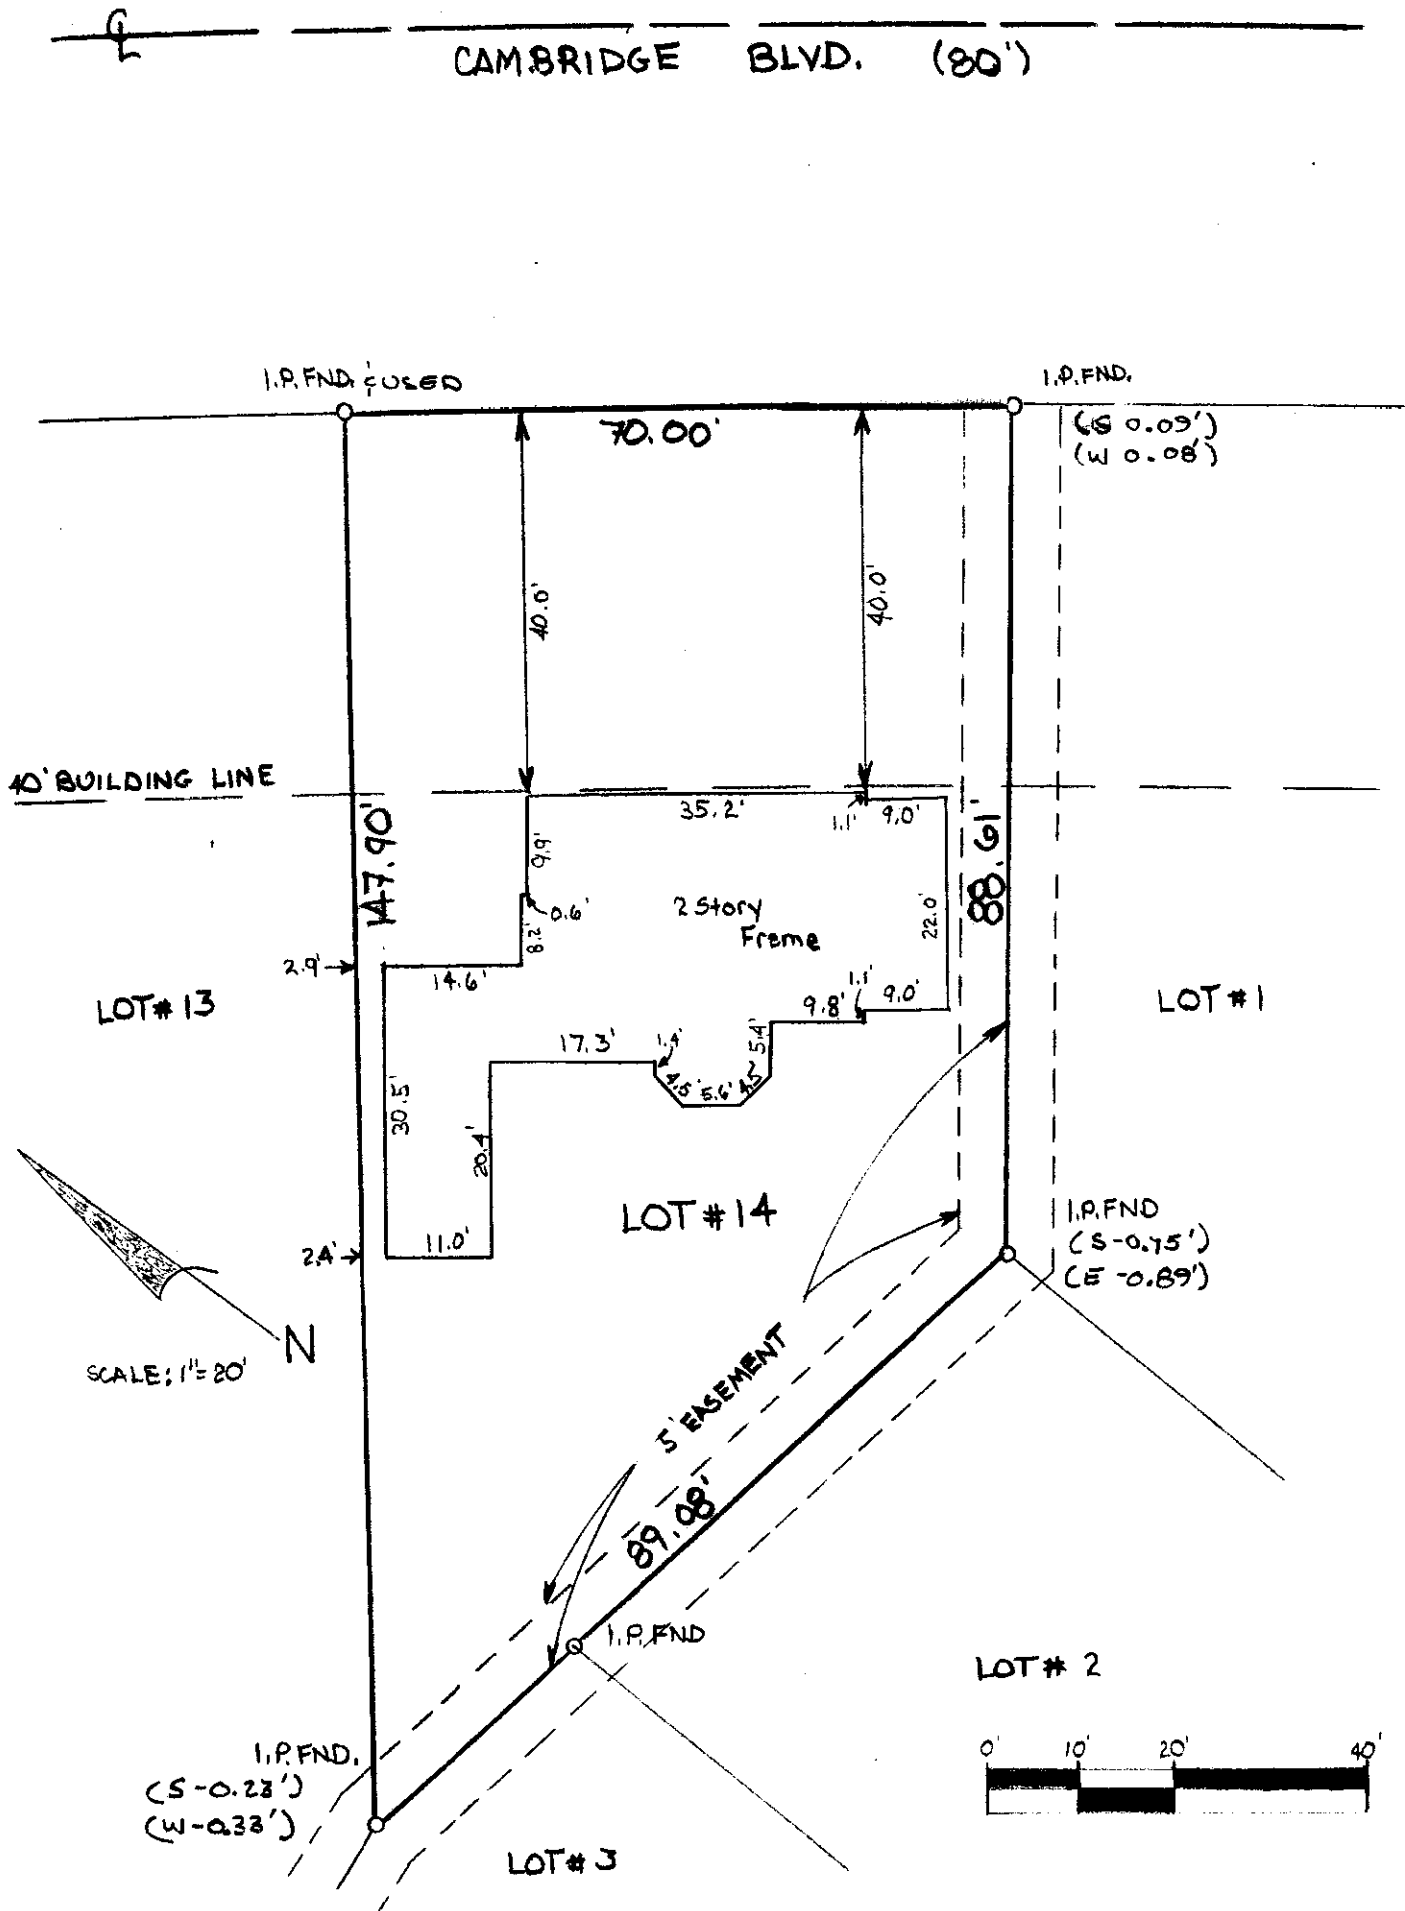 ℄
CAMBRIDGE BLVD. (80')
I.P. FND. & USED
I.P. FND.
70.00'
(S 0.09')
(W 0.08')
40.0'
40.0'
40' BUILDING LINE
35.2'
1.1'
9.0'
147.90'
9.9'
88.61'
0.6'
2 Story
Frame
8.2'
22.0'
2.9'
14.6'
1.1'
9.8'
9.0'
LOT # 13
LOT # 1
17.3'
1.4'
5.4'
4.5'
5.6'
4.5'
30.5'
20.4'
LOT # 14
I.P. FND
(S-0.75')
(E-0.89')
2.4'
11.0'
N
SCALE: 1"=20'
5' EASEMENT
89.08'
I.P. FND
LOT # 2
I.P. FND.
(S-0.23')
(W-0.33')
0' 10' 20' 40'
LOT # 3